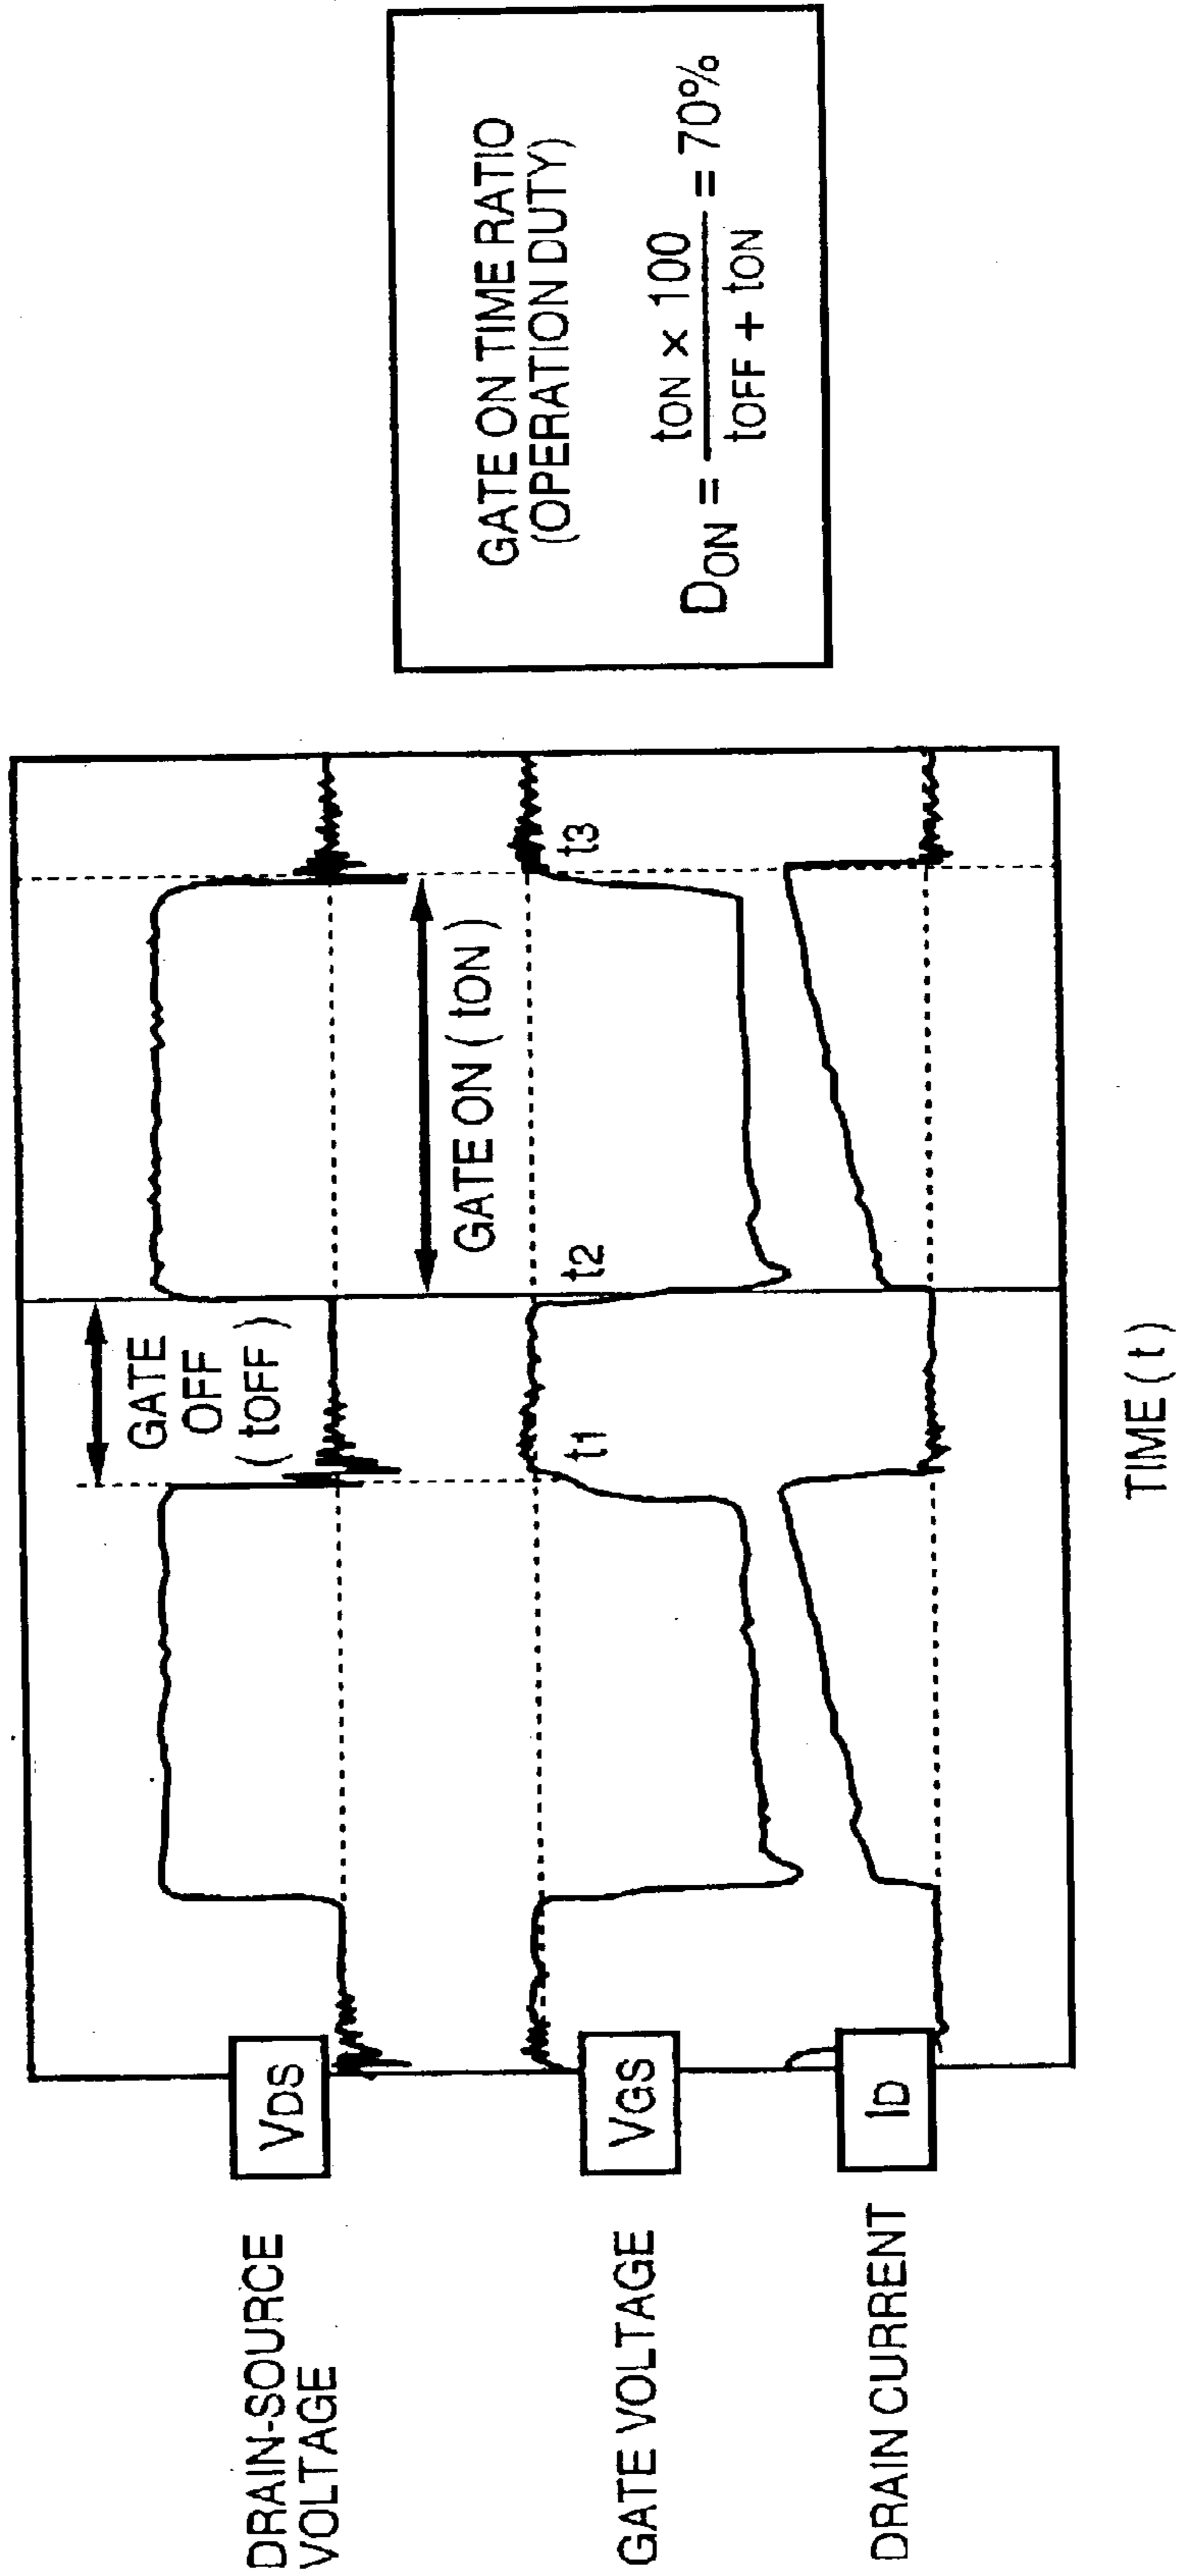 DRAIN-SOURCE
VOLTAGE
VDS
GATE VOLTAGE
VGS
DRAIN CURRENT
ID
GATE
OFF
( tOFF )
GATE ON ( tON )
t1
t2
t3
TIME ( t )
GATE ON TIME RATIO
(OPERATION DUTY)
DON = tON × 100 / tOFF + tON = 70%